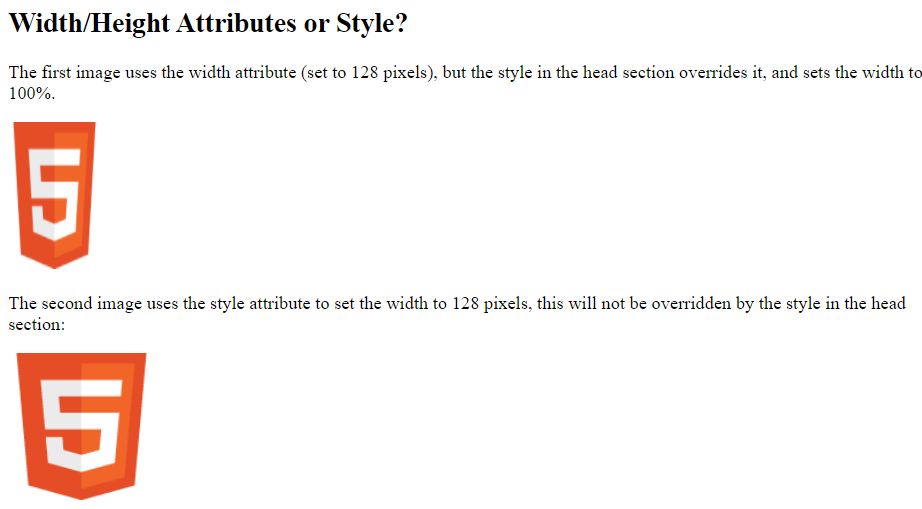 Width/Height Attributes or Style?
The first image uses the width attribute (set to 128 pixels), but the style in the head section overrides it, and sets the width to
100%.
5
The second image uses the style attribute to set the width to 128 pixels, this will not be overridden by the style in the head
section:
5